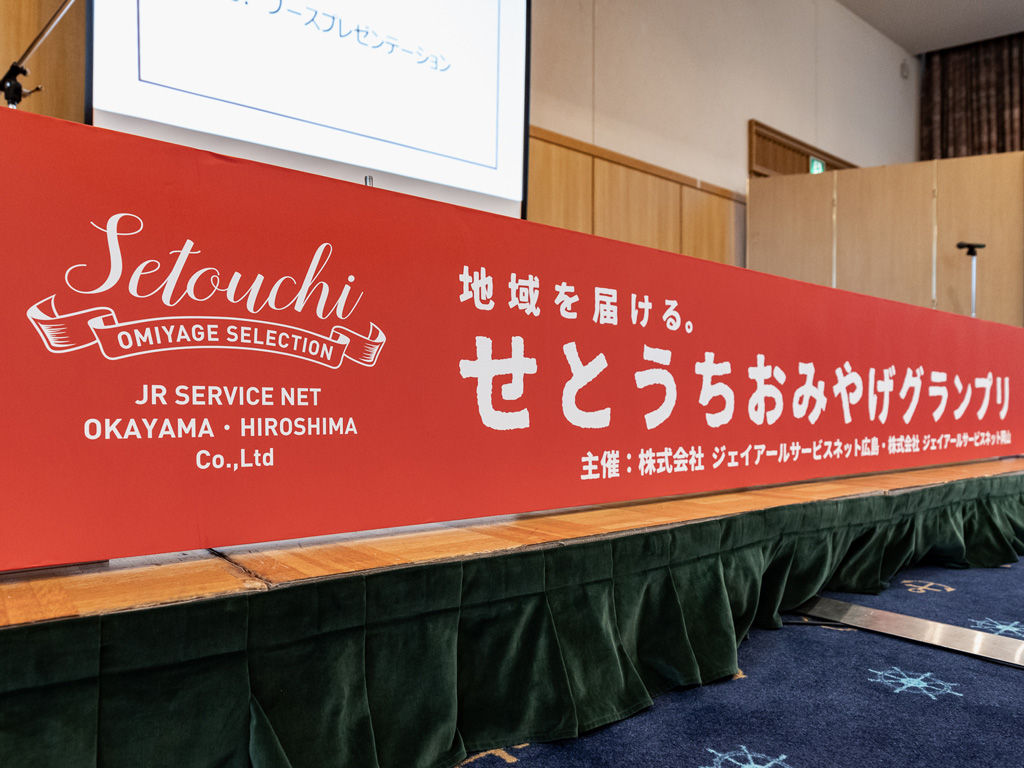 ブースプレゼンテーション
Setouchi
OMIYAGE SELECTION
JR SERVICE NET
OKAYAMA・HIROSHIMA
Co.,Ltd
地域を届ける。
せとうちおみやげグランプリ
主催：株式会社 ジェイアールサービスネット広島・株式会社 ジェイアールサービスネット岡山